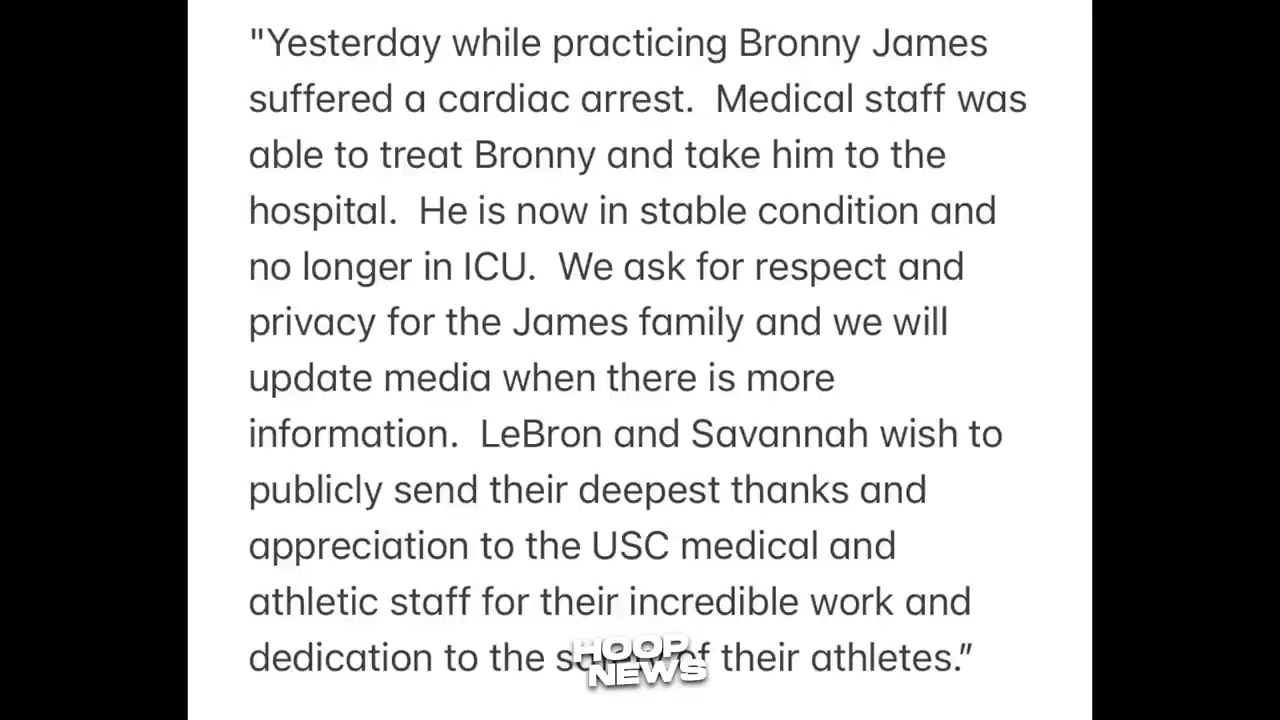 "Yesterday while practicing Bronny James
suffered a cardiac arrest.  Medical staff was
able to treat Bronny and take him to the
hospital.  He is now in stable condition and
no longer in ICU.  We ask for respect and
privacy for the James family and we will
update media when there is more
information.  LeBron and Savannah wish to
publicly send their deepest thanks and
appreciation to the USC medical and
athletic staff for their incredible work and
dedication to the of their athletes.”
HOOP
NEWS